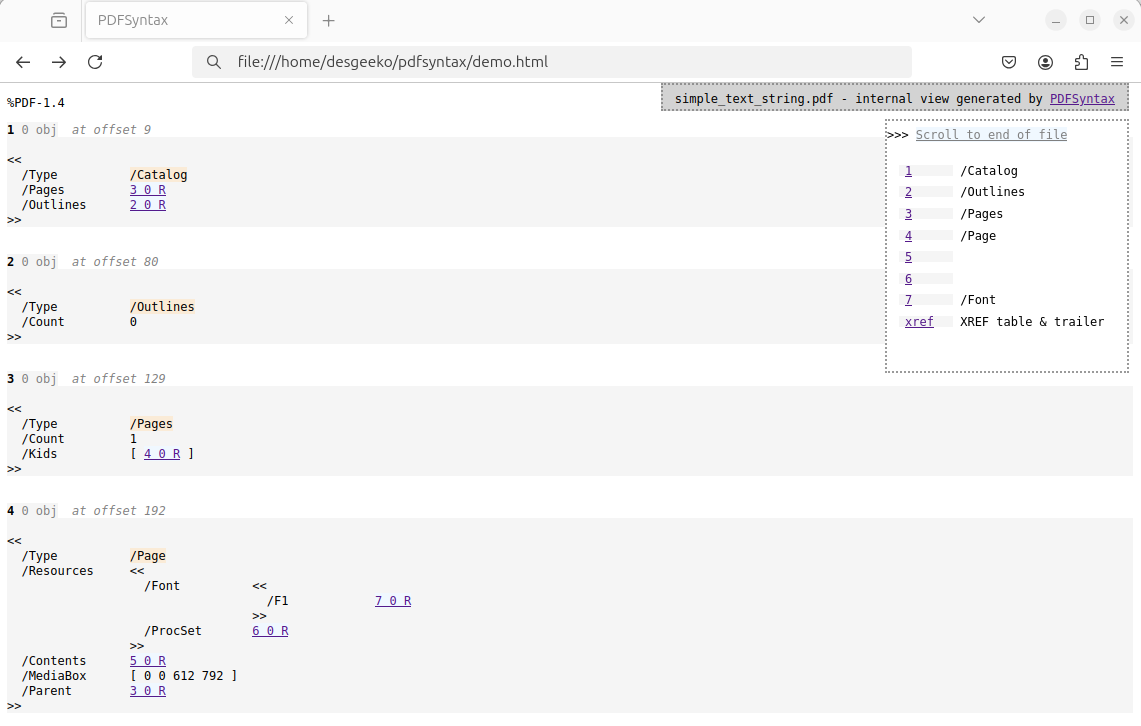 PDFSyntax
file:///home/desgeeko/pdfsyntax/demo.html
simple_text_string.pdf - internal view generated by PDFSyntax
%PDF-1.4
1 0 obj at offset 9
<<
/Type /Catalog
/Pages 3 0 R
/Outlines 2 0 R
>>
2 0 obj at offset 80
<<
/Type /Outlines
/Count 0
>>
3 0 obj at offset 129
<<
/Type /Pages
/Count 1
/Kids [ 4 0 R ]
>>
4 0 obj at offset 192
<<
/Type /Page
/Resources <<
/Font <<
/F1 7 0 R
>>
/ProcSet 6 0 R
>>
/Contents 5 0 R
/MediaBox [ 0 0 612 792 ]
/Parent 3 0 R
>>
>>> Scroll to end of file
1 /Catalog
2 /Outlines
3 /Pages
4 /Page
5
6
7 /Font
xref XREF table & trailer